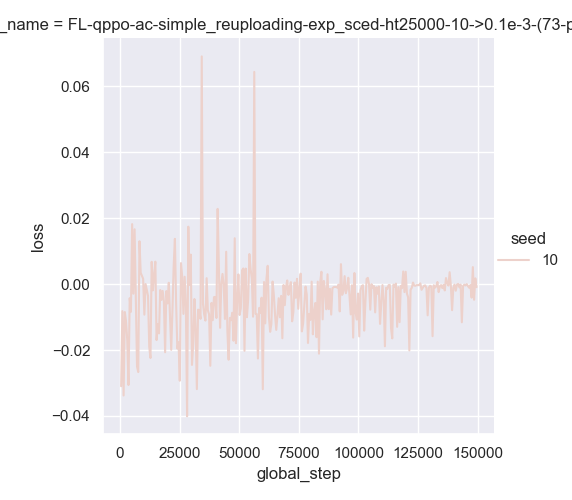 _name = FL-qppo-ac-simple_reuploading-exp_sced-ht25000-10->0.1e-3-(73-p
loss
0.06
0.04
0.02
0.00
−0.02
−0.04
0 25000 50000 75000 100000 125000 150000
global_step
seed
10